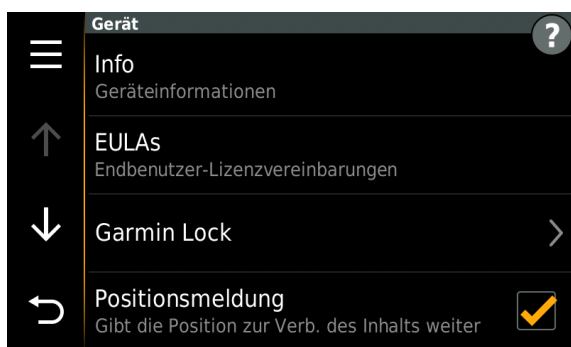 Gerät
?
Info
Geräteinformationen
EULAs
Endbenutzer-Lizenzvereinbarungen
Garmin Lock
Positionsmeldung
Gibt die Position zur Verb. des Inhalts weiter